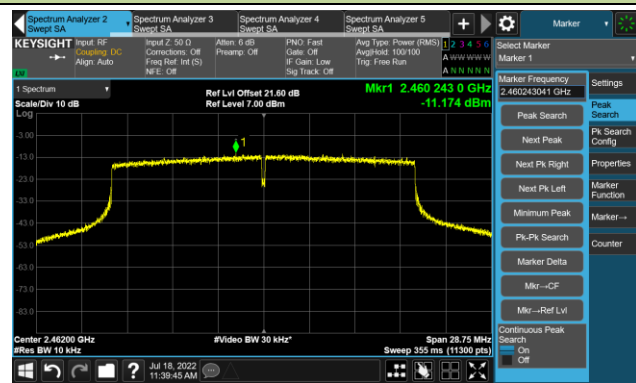 Spectrum Analyzer 2
Swept SA
Spectrum Analyzer 3
Swept SA
Spectrum Analyzer 4
Swept SA
Spectrum Analyzer 5
Swept SA
Marker
KEYSIGHT
Input: RF
Coupling: DC
Align: Auto
Input Z: 50 Ω
Corrections: Off
Freq Ref: Int (S)
NFE: Off
Atten: 6 dB
Preamp: Off
PNO: Fast
Gate: Off
IF Gain: Low
Sig Track: Off
Avg Type: Power (RMS)
Avg|Hold: 100/100
Trig: Free Run
1 2 3 4 5 6
A W W W W W
A N N N N N
LW
Select Marker
Marker 1
1 Spectrum
Scale/Div 10 dB
Log
Ref Lvl Offset 21.60 dB
Ref Level 7.00 dBm
Mkr1 2.460 243 0 GHz
-11.174 dBm
1
-3.00
-13.0
-23.0
-33.0
-43.0
-53.0
-63.0
-73.0
-83.0
Center 2.46200 GHz
#Res BW 10 kHz
#Video BW 30 kHz*
Span 28.75 MHz
Sweep 355 ms (11300 pts)
Marker Frequency
2.460243041 GHz
Peak Search
Next Peak
Next Pk Right
Next Pk Left
Minimum Peak
Pk-Pk Search
Marker Delta
Mkr→CF
Mkr→Ref Lvl
Continuous Peak
Search
On
Off
Settings
Peak
Search
Pk Search
Config
Properties
Marker
Function
Marker→
Counter
Jul 18, 2022
11:39:45 AM